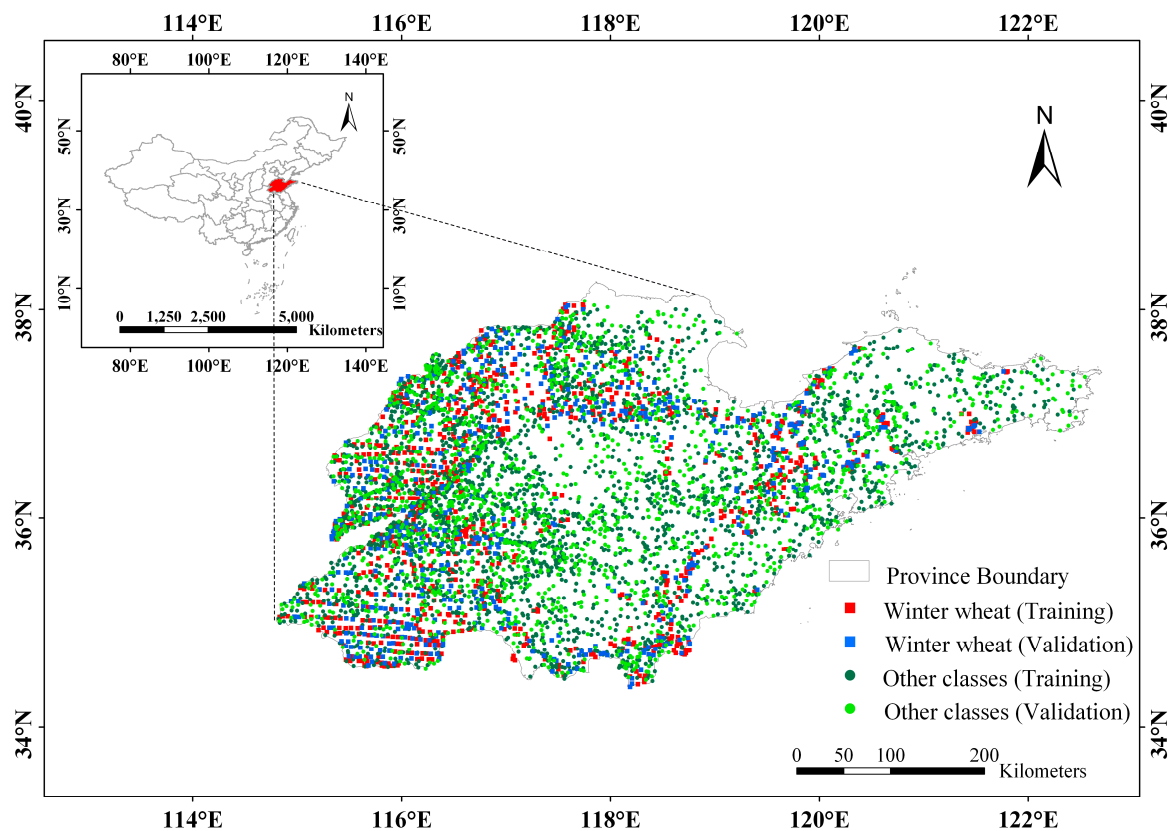 114°E 116°E 118°E 120°E 122°E
80°E 100°E 120°E 140°E
N
50°N 50°N
30°N 30°N
10°N 10°N
0 1,250 2,500 5,000
Kilometers
80°E 100°E 120°E 140°E
40°N 40°N
N
38°N 38°N
36°N 36°N
34°N 34°N
Province Boundary
Winter wheat (Training)
Winter wheat (Validation)
Other classes (Training)
Other classes (Validation)
0 50 100 200
Kilometers
114°E 116°E 118°E 120°E 122°E